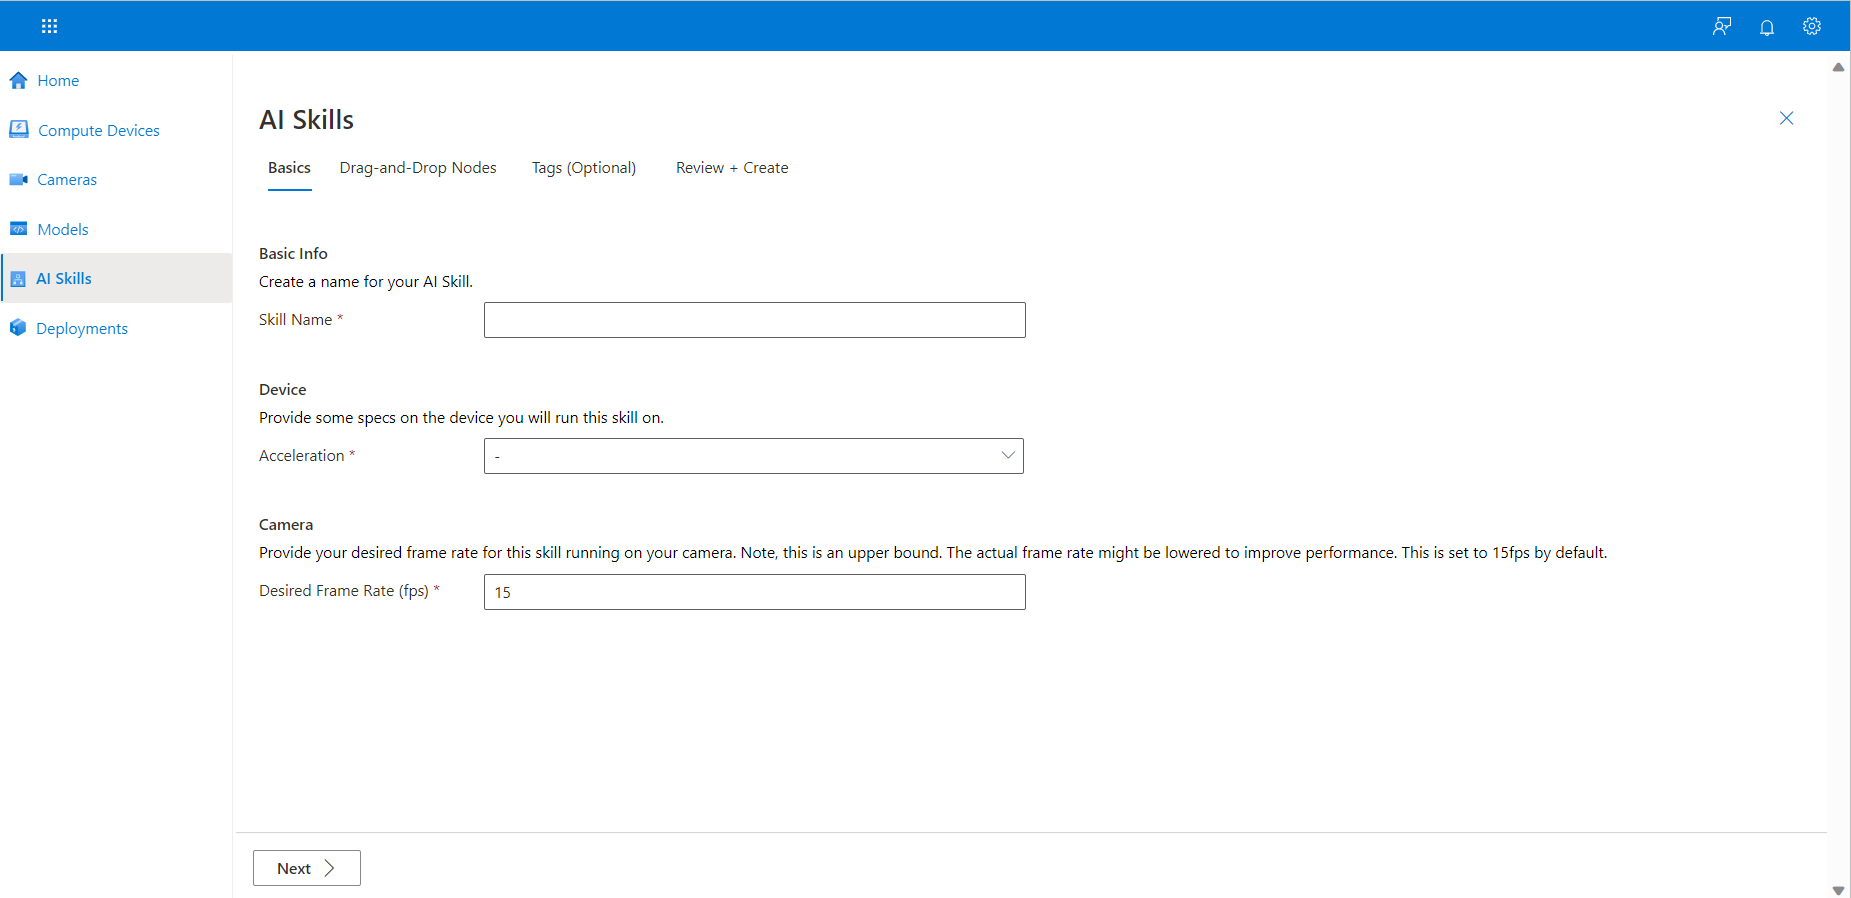 Home
Compute Devices
Cameras
Models
AI Skills
Deployments
AI Skills
Basics
Drag-and-Drop Nodes
Tags (Optional)
Review + Create
Basic Info
Create a name for your AI Skill.
Skill Name *
Device
Provide some specs on the device you will run this skill on.
Acceleration *
-
Camera
Provide your desired frame rate for this skill running on your camera. Note, this is an upper bound. The actual frame rate might be lowered to improve performance. This is set to 15fps by default.
Desired Frame Rate (fps) *
15
Next